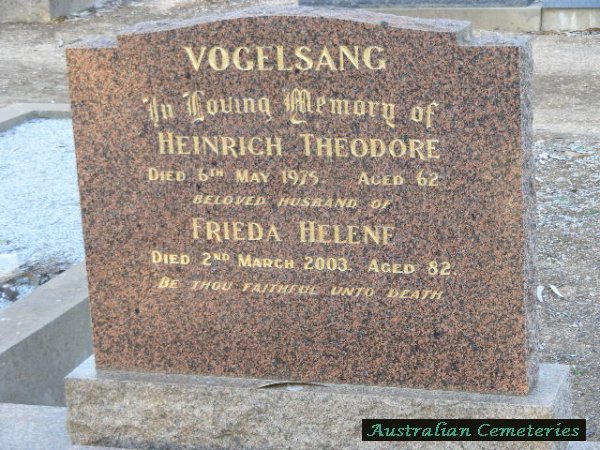 VOGELSANG
In Loving Memory of
HEINRICH THEODORE
DIED 6TH MAY 1975. AGED 62
BELOVED HUSBAND OF
FRIEDA HELENE
DIED 2ND MARCH 2003. AGED 82.
BE THOU FAITHFUL UNTO DEATH
Australian Cemeteries